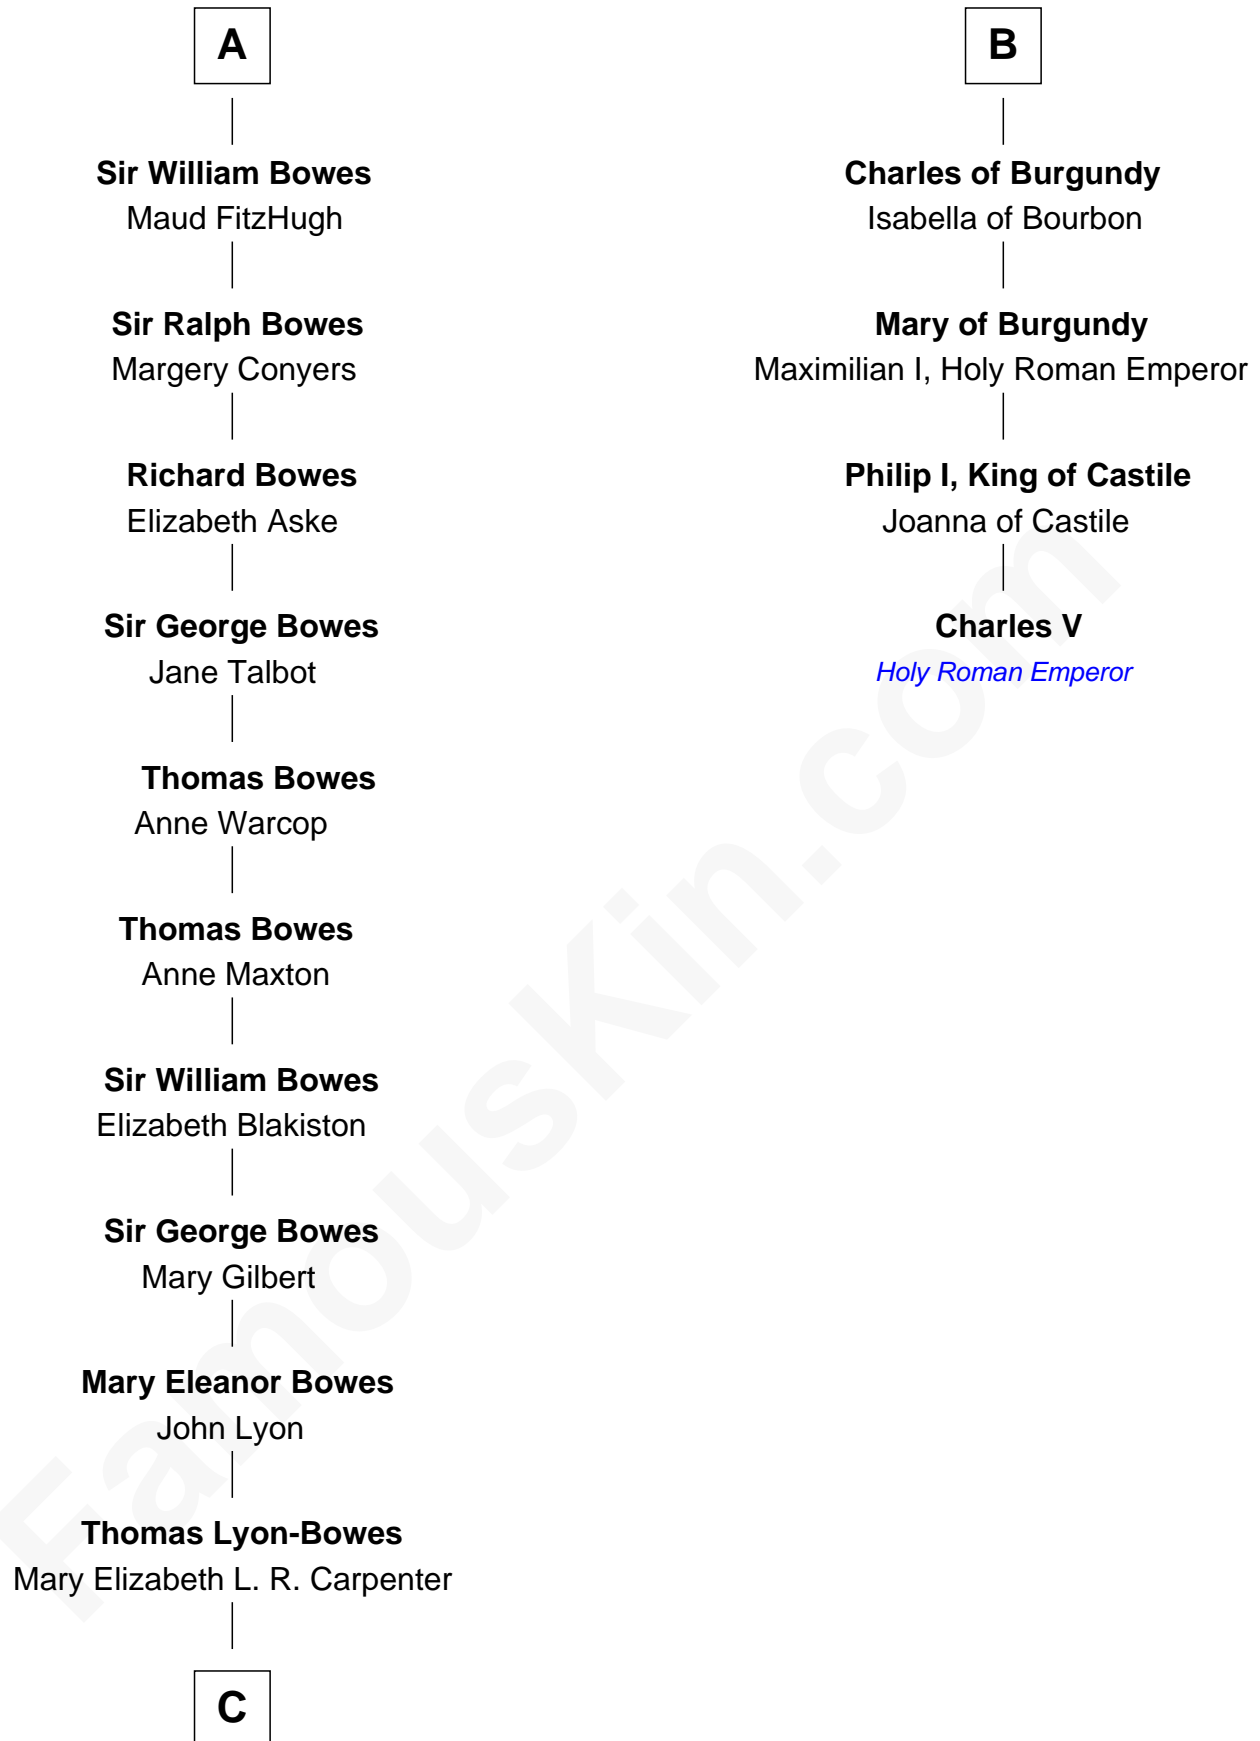 A
Sir William Bowes
Maud FitzHugh
Sir Ralph Bowes
Margery Conyers
Richard Bowes
Elizabeth Aske
Sir George Bowes
Jane Talbot
Thomas Bowes
Anne Warcop
Thomas Bowes
Anne Maxton
Sir William Bowes
Elizabeth Blakiston
Sir George Bowes
Mary Gilbert
Mary Eleanor Bowes
John Lyon
Thomas Lyon-Bowes
Mary Elizabeth L. R. Carpenter
C
B
Charles of Burgundy
Isabella of Bourbon
Mary of Burgundy
Maximilian I, Holy Roman Emperor
Philip I, King of Castile
Joanna of Castile
Charles V
Holy Roman Emperor
FamousKin.com